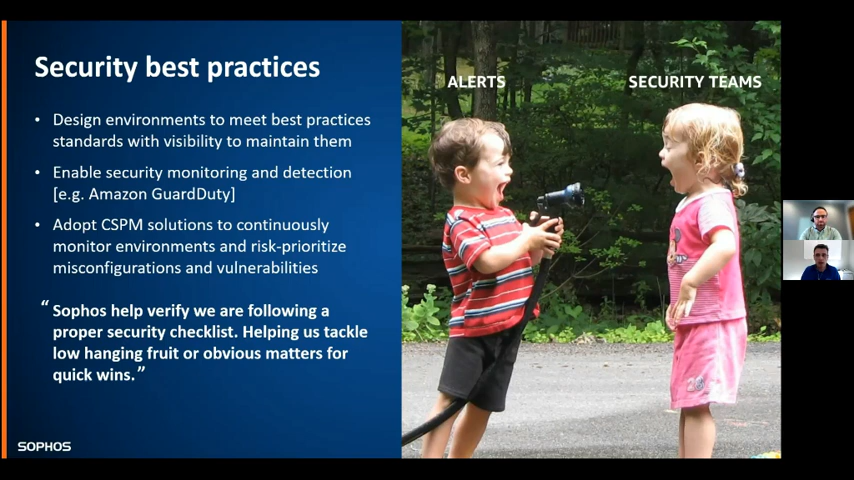 Security best practices
• Design environments to meet best practices
standards with visibility to maintain them
• Enable security monitoring and detection
[e.g. Amazon GuardDuty]
• Adopt CSPM solutions to continuously
monitor environments and risk-prioritize
misconfigurations and vulnerabilities
“Sophos help verify we are following a
proper security checklist. Helping us tackle
low hanging fruit or obvious matters for
quick wins.”
SOPHOS
ALERTS
SECURITY TEAMS